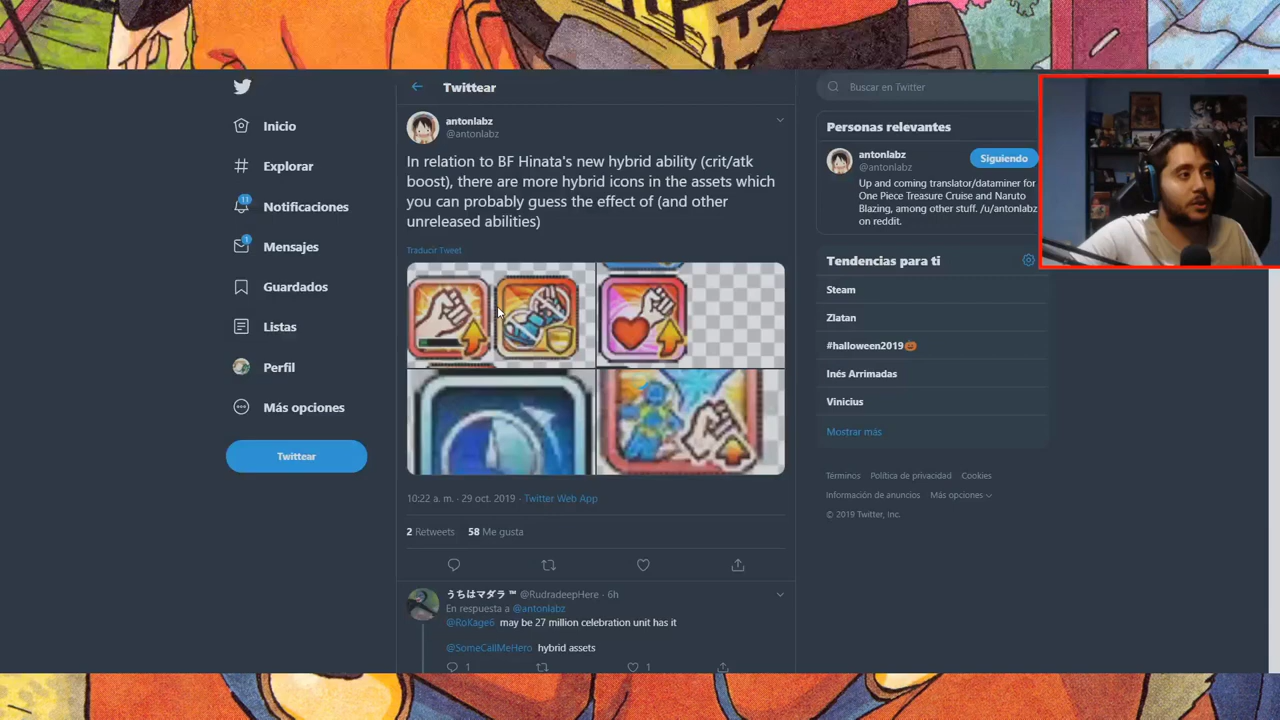 Twittear
Buscar en Twitter
Inicio
Explorar
11
Notificaciones
1
Mensajes
Guardados
Listas
Perfil
Más opciones
Twittear
antonlabz
@antonlabz
In relation to BF Hinata's new hybrid ability (crit/atk
boost), there are more hybrid icons in the assets which
you can probably guess the effect of (and other
unreleased abilities)
Traducir Tweet
10:22 a. m. · 29 oct. 2019 · Twitter Web App
2 Retweets 58 Me gusta
うちはマダラ ™ @RudradeepHere · 6h
En respuesta a @antonlabz
@RoKage6 may be 27 million celebration unit has it
@SomeCallMeHero hybrid assets
1
1
Personas relevantes
antonlabz
@antonlabz
Siguiendo
Up and coming translator/dataminer for
One Piece Treasure Cruise and Naruto
Blazing, among other stuff. /u/antonlabz
on reddit.
Tendencias para ti
Steam
Zlatan
#halloween2019🎃
Inés Arrimadas
Vinicius
Mostrar más
Términos Política de privacidad Cookies
Información de anuncios Más opciones
© 2019 Twitter, Inc.